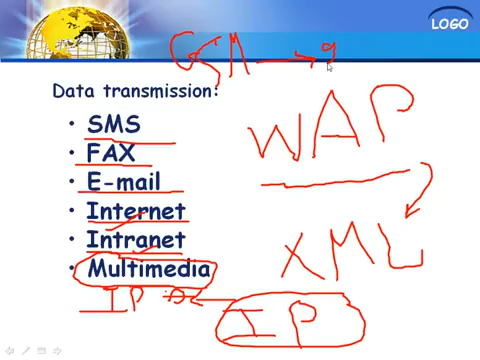 LOGO
GSM
Data transmission:
• SMS
• FAX
• E-mail
• Internet
• Intranet
• Multimedia
WAP
XML
IP
IP